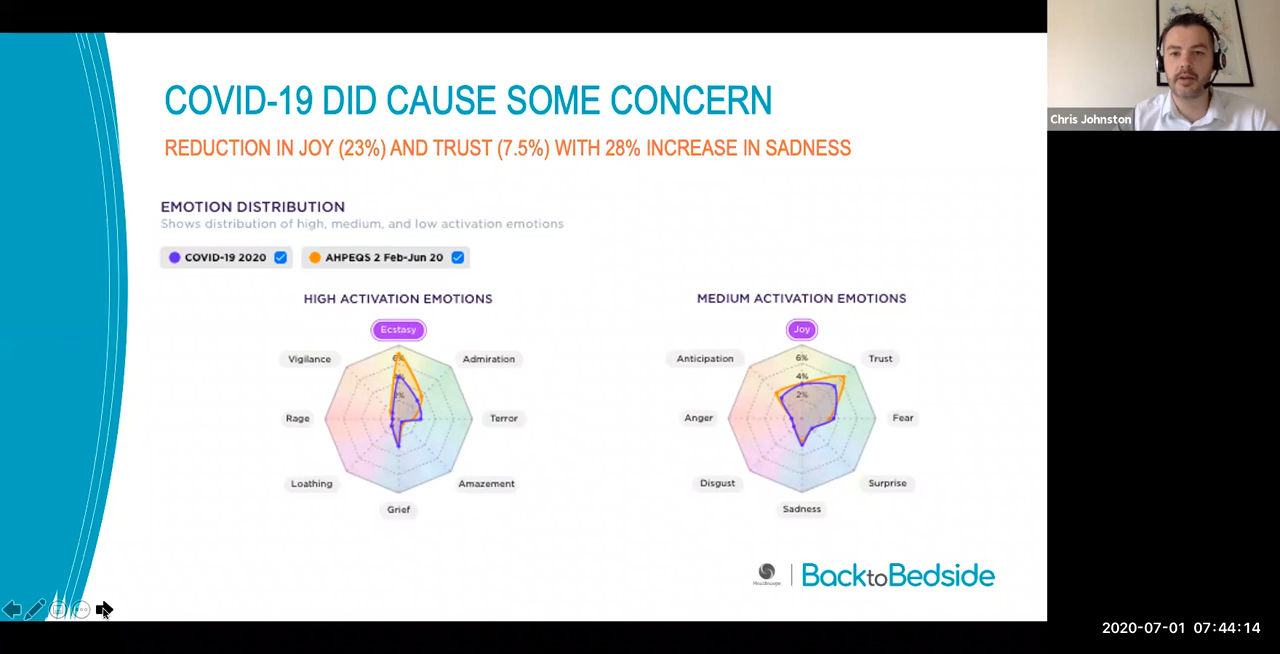 COVID-19 DID CAUSE SOME CONCERN
REDUCTION IN JOY (23%) AND TRUST (7.5%) WITH 28% INCREASE IN SADNESS
Chris Johnston
EMOTION DISTRIBUTION
Shows distribution of high, medium, and low activation emotions
COVID-19 2020
AHPEQS 2 Feb-Jun 20
HIGH ACTIVATION EMOTIONS
Ecstasy
Vigilance
Admiration
6%
2%
Rage
Terror
Loathing
Amazement
Grief
MEDIUM ACTIVATION EMOTIONS
Joy
Anticipation
Trust
6%
4%
2%
Anger
Fear
Disgust
Surprise
Sadness
BacktoBedside
2020-07-01 07:44:14